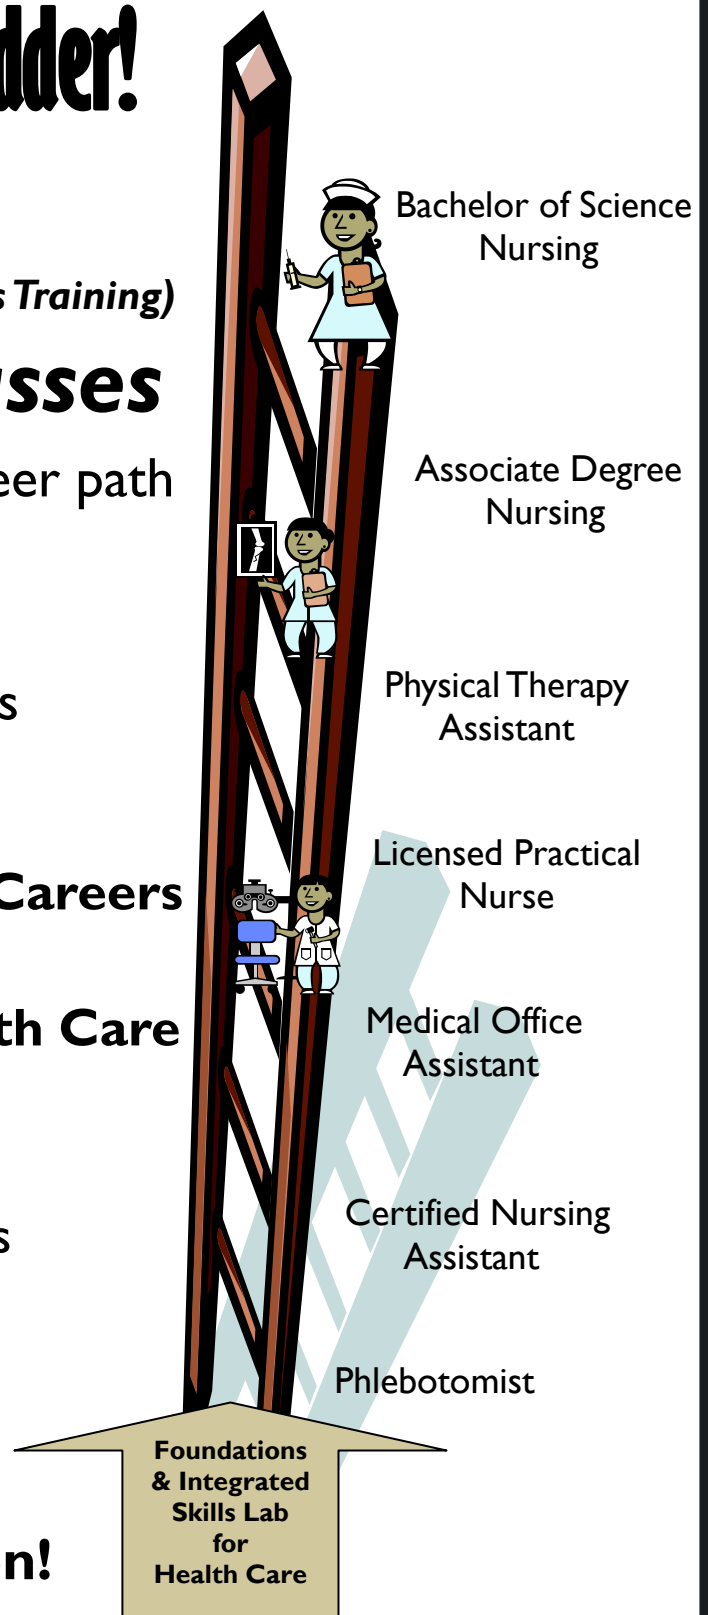 dder!
Bachelor of Science
Nursing
s Training)
sses
eer path
Associate Degree
Nursing
s
Physical Therapy
Assistant
Licensed Practical
Nurse
Careers
Medical Office
Assistant
th Care
Certified Nursing
Assistant
s
Phlebotomist
Foundations
& Integrated
Skills Lab
for
Health Care
n!